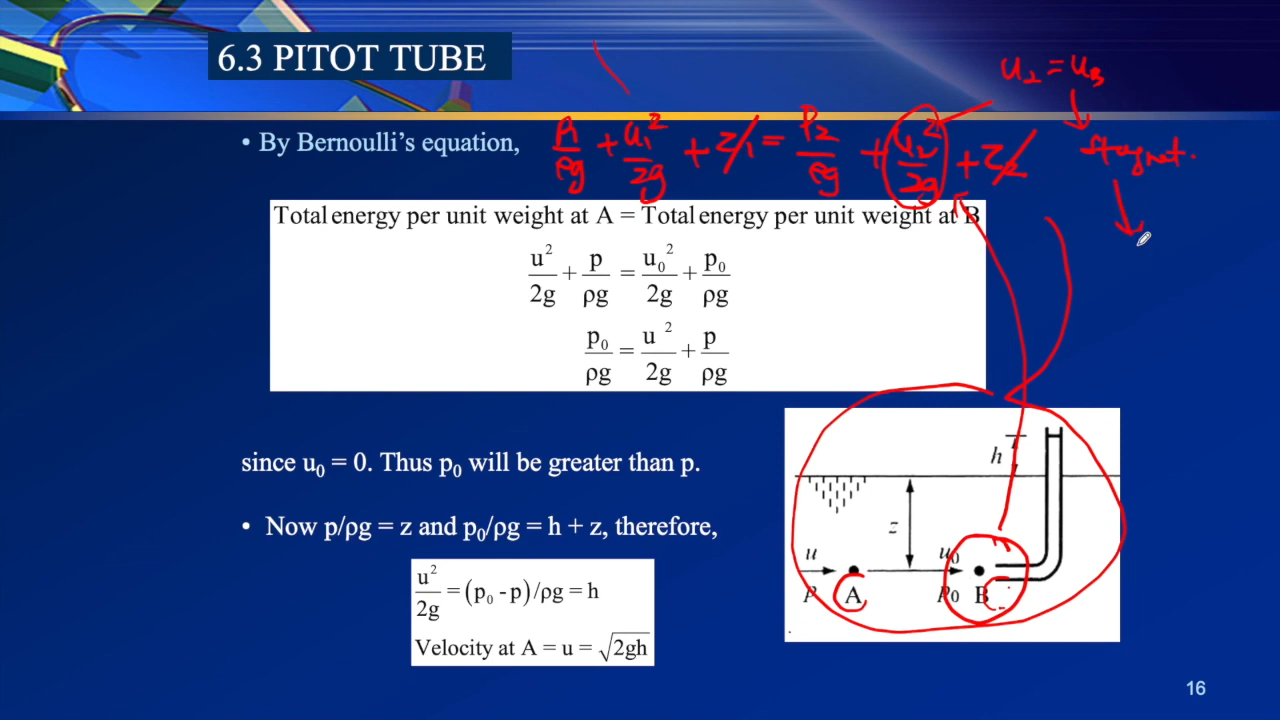 6.3 PITOT TUBE
u₂ = u_B
• By Bernoulli's equation, P₁/ρg + u₁²/2g + z₁ = P₂/ρg + u₂²/2g + z₂
stagnat.
Total energy per unit weight at A = Total energy per unit weight at B
u²/2g + p/ρg = u₀²/2g + p₀/ρg
p₀/ρg = u²/2g + p/ρg
since u₀ = 0. Thus p₀ will be greater than p.
• Now p/ρg = z and p₀/ρg = h + z, therefore,
u²/2g = (p₀ - p)/ρg = h
Velocity at A = u = √2gh
h
z
u u₀
P A P₀ B
16